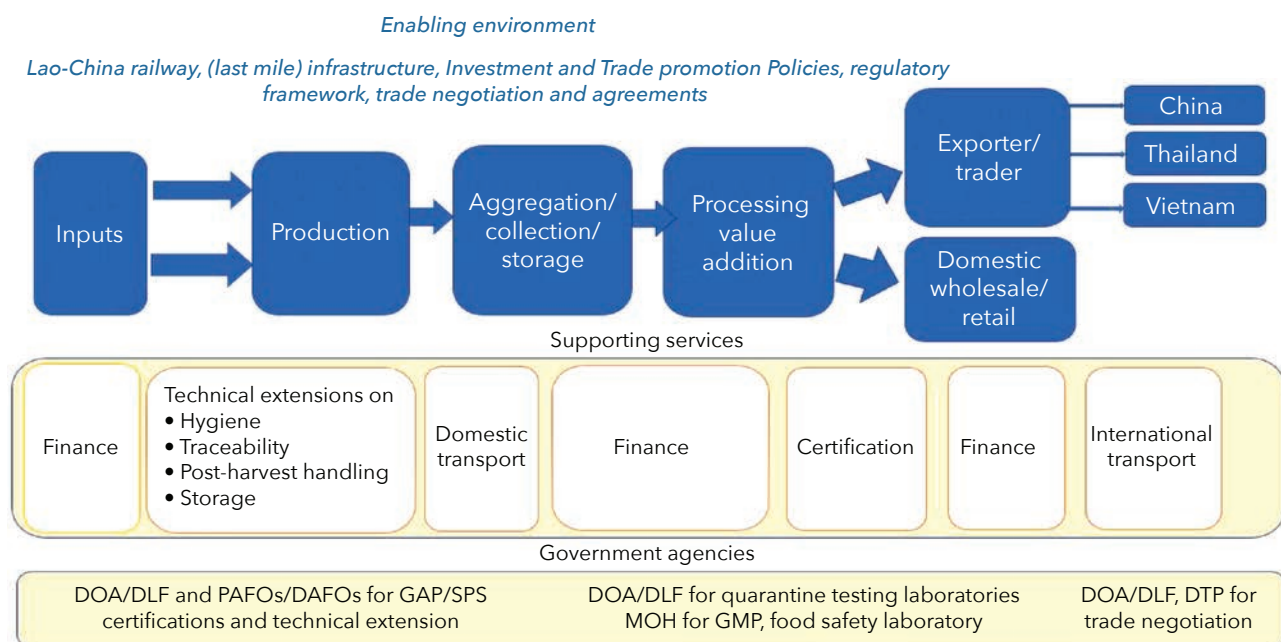 Enabling environment
Lao-China railway, (last mile) infrastructure, Investment and Trade promotion Policies, regulatory
framework, trade negotiation and agreements
Inputs
Production
Aggregation/
collection/
storage
Processing
value
addition
Exporter/
trader
China
Thailand
Vietnam
Domestic
wholesale/
retail
Supporting services
Finance
Technical extensions on
• Hygiene
• Traceability
• Post-harvest handling
• Storage
Domestic
transport
Finance
Certification
Finance
International
transport
Government agencies
DOA/DLF and PAFOs/DAFOs for GAP/SPS
certifications and technical extension
DOA/DLF for quarantine testing laboratories
MOH for GMP, food safety laboratory
DOA/DLF, DTP for
trade negotiation